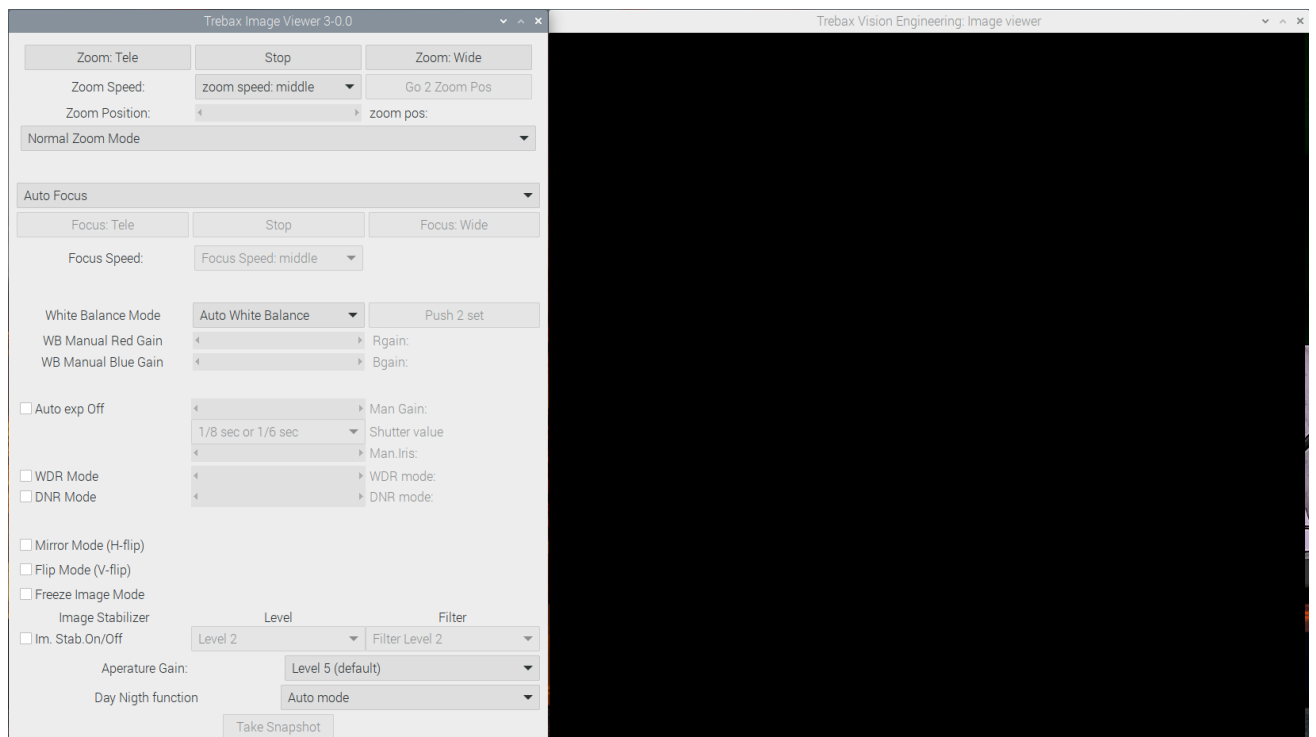 Trebax Image Viewer 3-0.0
Trebax Vision Engineering: Image viewer
Zoom: Tele Stop Zoom: Wide
Zoom Speed: zoom speed: middle Go 2 Zoom Pos
Zoom Position: zoom pos:
Normal Zoom Mode
Auto Focus
Focus: Tele Stop Focus: Wide
Focus Speed: Focus Speed: middle
White Balance Mode Auto White Balance Push 2 set
WB Manual Red Gain Rgain:
WB Manual Blue Gain Bgain:
Auto exp Off Man Gain:
1/8 sec or 1/6 sec Shutter value
Man.Iris:
WDR Mode WDR mode:
DNR Mode DNR mode:
Mirror Mode (H-flip)
Flip Mode (V-flip)
Freeze Image Mode
Image Stabilizer Level Filter
Im. Stab.On/Off Level 2 Filter Level 2
Aperature Gain: Level 5 (default)
Day Nigth function Auto mode
Take Snapshot